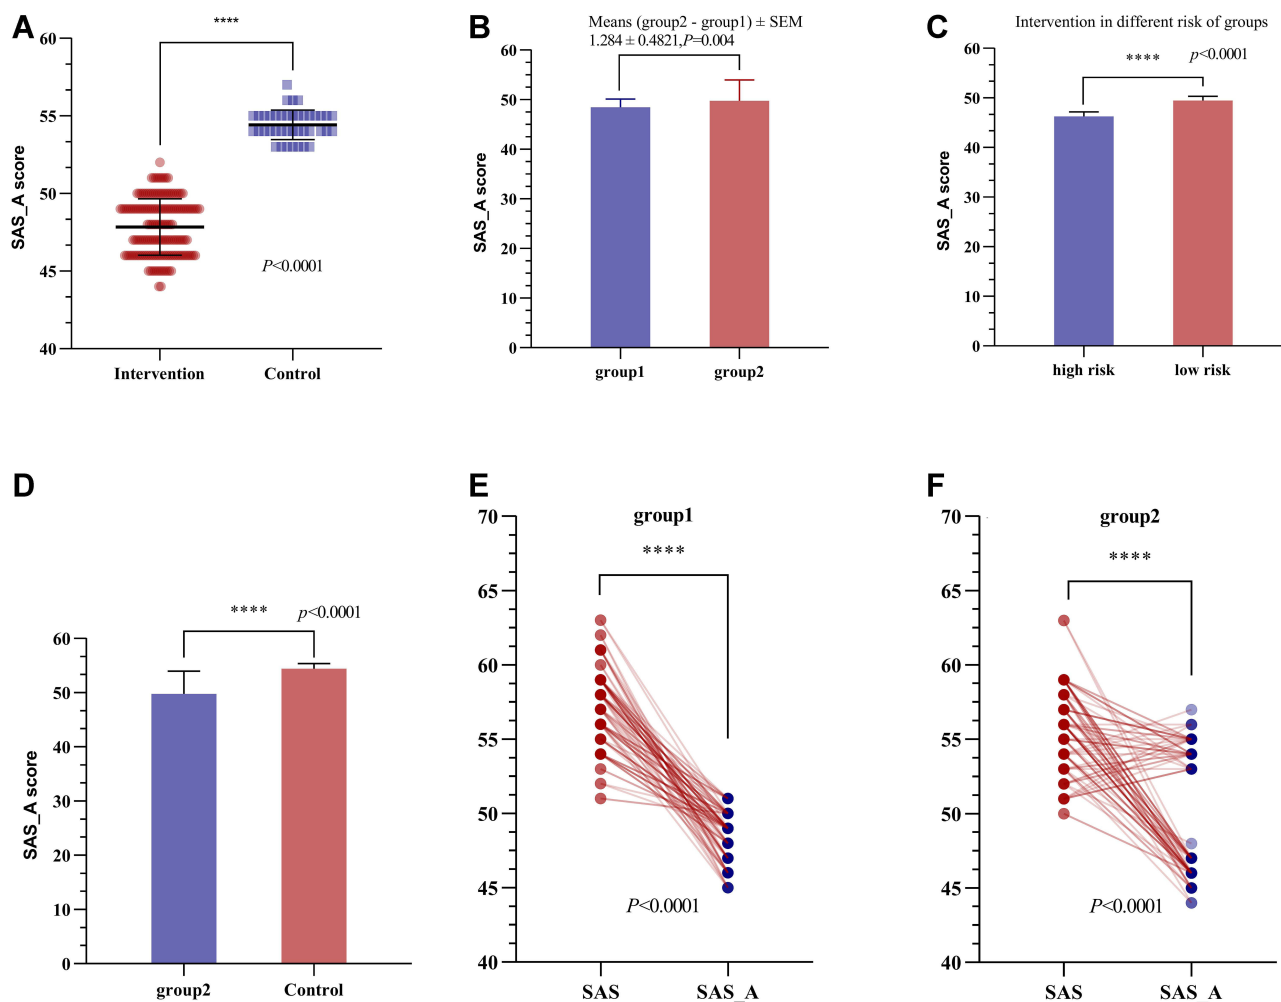 A
****
60
55
50
45
40
SAS_A score
P<0.0001
Intervention
Control
B
Means (group2 - group1) ± SEM
1.284 ± 0.4821,P=0.004
60
50
40
30
20
10
0
SAS_A score
group1
group2
C
Intervention in different risk of groups
****
p<0.0001
60
50
40
30
20
10
0
SAS_A score
high risk
low risk
D
****
p<0.0001
60
50
40
30
20
10
0
SAS_A score
group2
Control
E
group1
****
70
65
60
55
50
45
40
P<0.0001
SAS
SAS_A
F
group2
****
70
65
60
55
50
45
40
P<0.0001
SAS
SAS_A